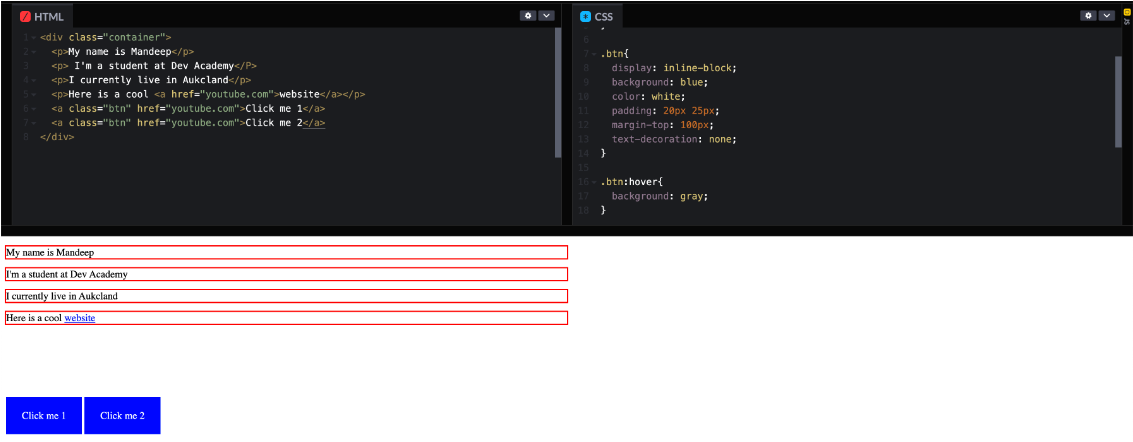 HTML
1 <div class="container">
2 <p>My name is Mandeep</p>
3 <p> I'm a student at Dev Academy</P>
4 <p>I currently live in Aukcland</p>
5 <p>Here is a cool <a href="youtube.com">website</a></p>
6 <a class="btn" href="youtube.com">Click me 1</a>
7 <a class="btn" href="youtube.com">Click me 2</a>
8 </div>
CSS
6
7 .btn{
8 display: inline-block;
9 background: blue;
10 color: white;
11 padding: 20px 25px;
12 margin-top: 100px;
13 text-decoration: none;
14 }
15
16 .btn:hover{
17 background: gray;
18 }
JS
My name is Mandeep
I'm a student at Dev Academy
I currently live in Aukcland
Here is a cool website
Click me 1 Click me 2